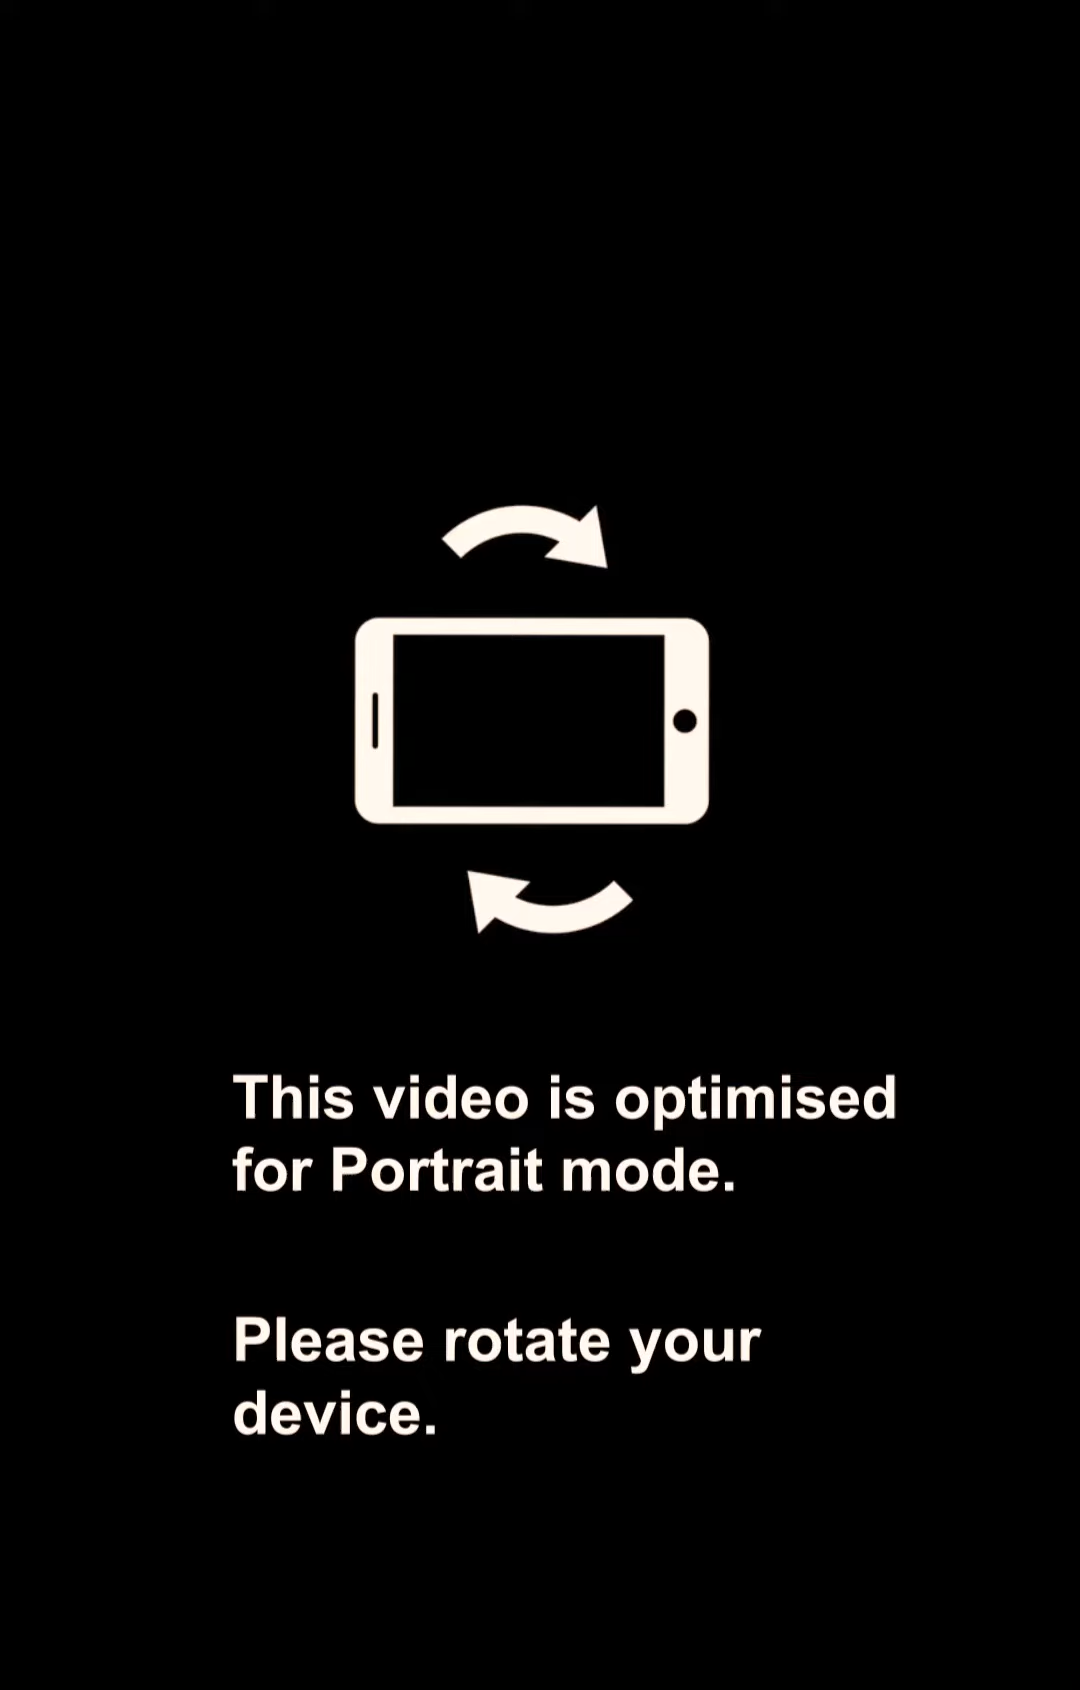 This video is optimised
for Portrait mode.
Please rotate your
device.